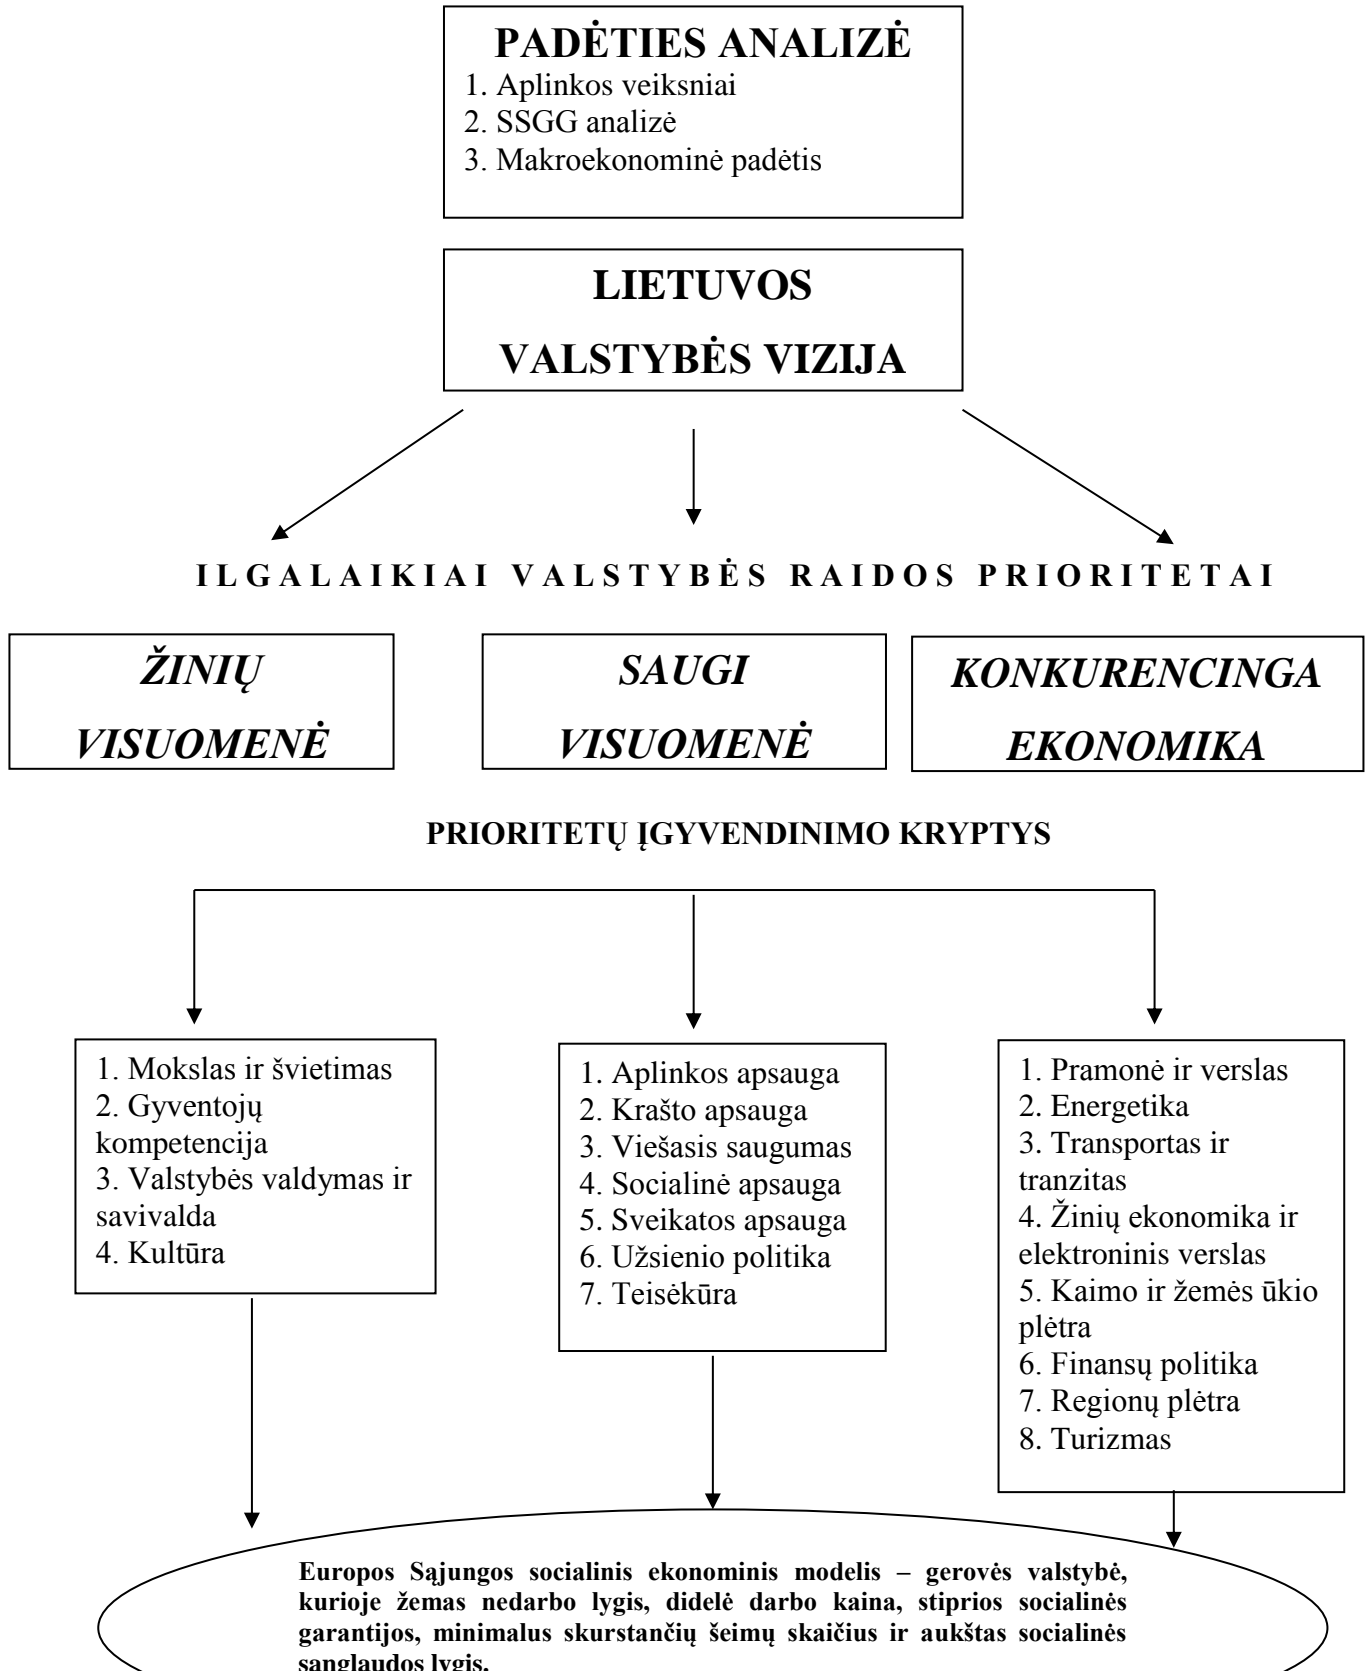 PADĖTIES ANALIZĖ
1. Aplinkos veiksniai
2. SSGG analizė
3. Makroekonominė padėtis
LIETUVOS
VALSTYBĖS VIZIJA
ILGALAIKIAI VALSTYBĖS RAIDOS PRIORITETAI
ŽINIŲ
VISUOMENĖ
SAUGI
VISUOMENĖ
KONKURENCINGA
EKONOMIKA
PRIORITETŲ ĮGYVENDINIMO KRYPTYS
1. Mokslas ir švietimas
2. Gyventojų
kompetencija
3. Valstybės valdymas ir
savivalda
4. Kultūra
1. Aplinkos apsauga
2. Krašto apsauga
3. Viešasis saugumas
4. Socialinė apsauga
5. Sveikatos apsauga
6. Užsienio politika
7. Teisėkūra
1. Pramonė ir verslas
2. Energetika
3. Transportas ir
tranzitas
4. Žinių ekonomika ir
elektroninis verslas
5. Kaimo ir žemės ūkio
plėtra
6. Finansų politika
7. Regionų plėtra
8. Turizmas
Europos Sąjungos socialinis ekonominis modelis – gerovės valstybė,
kurioje žemas nedarbo lygis, didelė darbo kaina, stiprios socialinės
garantijos, minimalus skurstančių šeimų skaičius ir aukštas socialinės
sanglaudos lygis.